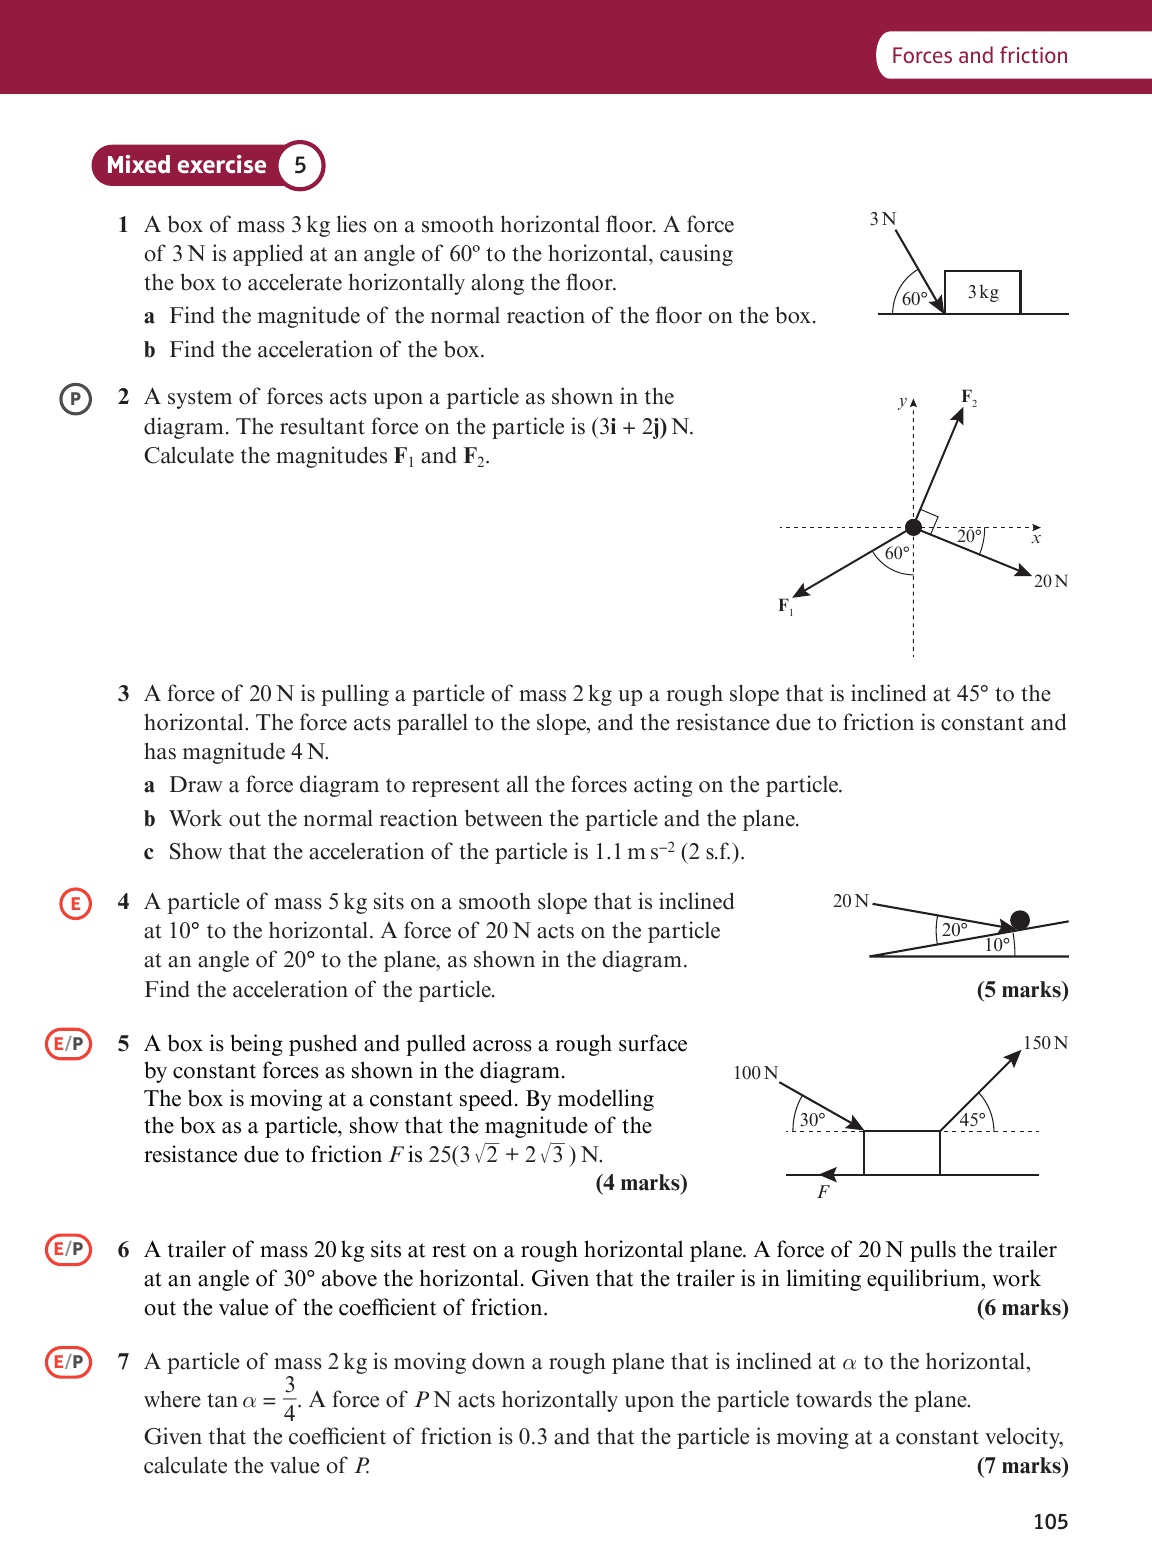 Forces and friction
Mixed exercise 5
1 A box of mass 3 kg lies on a smooth horizontal floor. A force
of 3 N is applied at an angle of 60° to the horizontal, causing
the box to accelerate horizontally along the floor.
a Find the magnitude of the normal reaction of the floor on the box.
b Find the acceleration of the box.
3 N
60°
3 kg
P 2 A system of forces acts upon a particle as shown in the
diagram. The resultant force on the particle is (3i + 2j) N.
Calculate the magnitudes F₁ and F₂.
y
F₂
20°
x
60°
20 N
F₁
3 A force of 20 N is pulling a particle of mass 2 kg up a rough slope that is inclined at 45° to the
horizontal. The force acts parallel to the slope, and the resistance due to friction is constant and
has magnitude 4 N.
a Draw a force diagram to represent all the forces acting on the particle.
b Work out the normal reaction between the particle and the plane.
c Show that the acceleration of the particle is 1.1 m s⁻² (2 s.f.).
E 4 A particle of mass 5 kg sits on a smooth slope that is inclined
at 10° to the horizontal. A force of 20 N acts on the particle
at an angle of 20° to the plane, as shown in the diagram.
Find the acceleration of the particle. (5 marks)
20 N
20°
10°
E/P 5 A box is being pushed and pulled across a rough surface
by constant forces as shown in the diagram.
The box is moving at a constant speed. By modelling
the box as a particle, show that the magnitude of the
resistance due to friction F is 25(3√2 + 2√3) N.
(4 marks)
150 N
100 N
30°
45°
F
E/P 6 A trailer of mass 20 kg sits at rest on a rough horizontal plane. A force of 20 N pulls the trailer
at an angle of 30° above the horizontal. Given that the trailer is in limiting equilibrium, work
out the value of the coefficient of friction. (6 marks)
E/P 7 A particle of mass 2 kg is moving down a rough plane that is inclined at α to the horizontal,
where tan α = 3/4. A force of P N acts horizontally upon the particle towards the plane.
Given that the coefficient of friction is 0.3 and that the particle is moving at a constant velocity,
calculate the value of P. (7 marks)
105